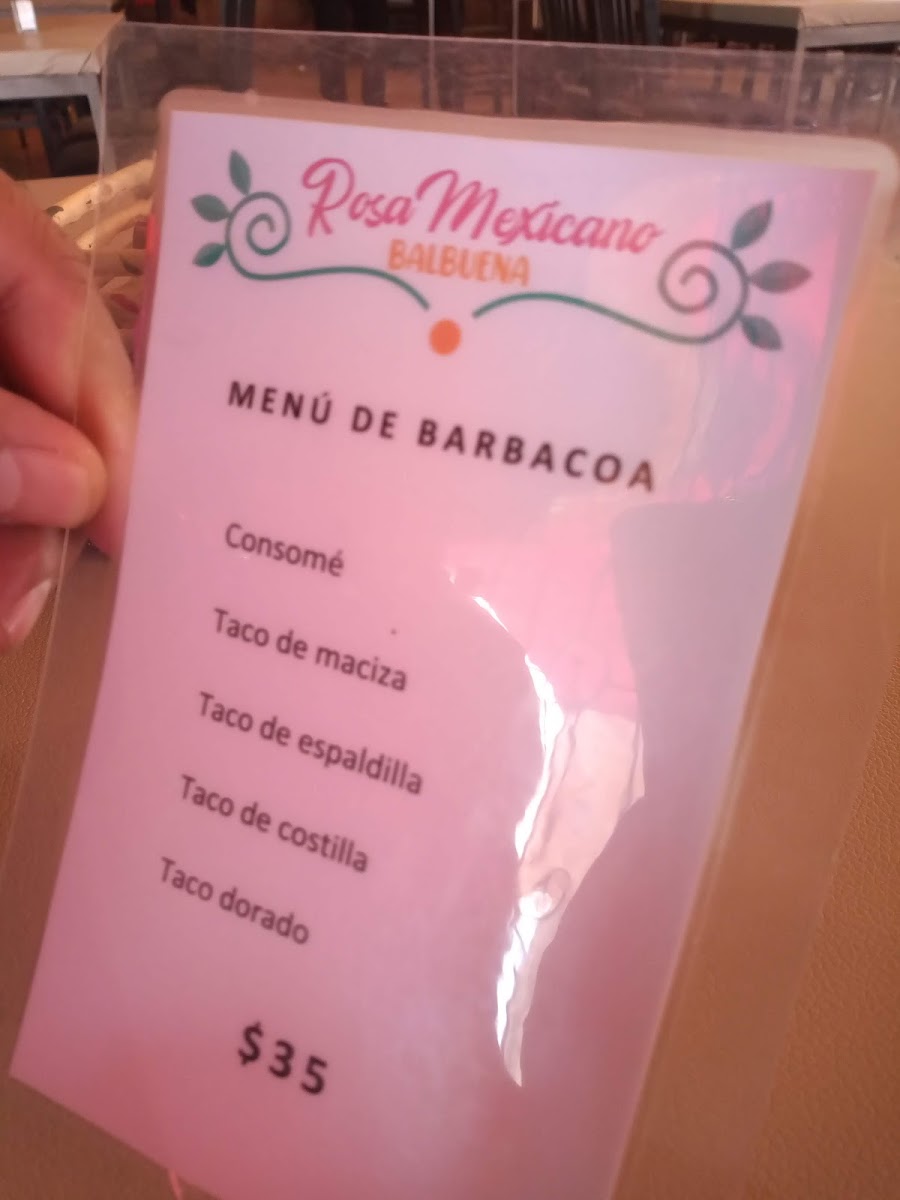 Rosa Mexicano
BALBUENA
MENÚ DE BARBACOA
Consomé
Taco de maciza
Taco de espaldilla
Taco de costilla
Taco dorado
$35